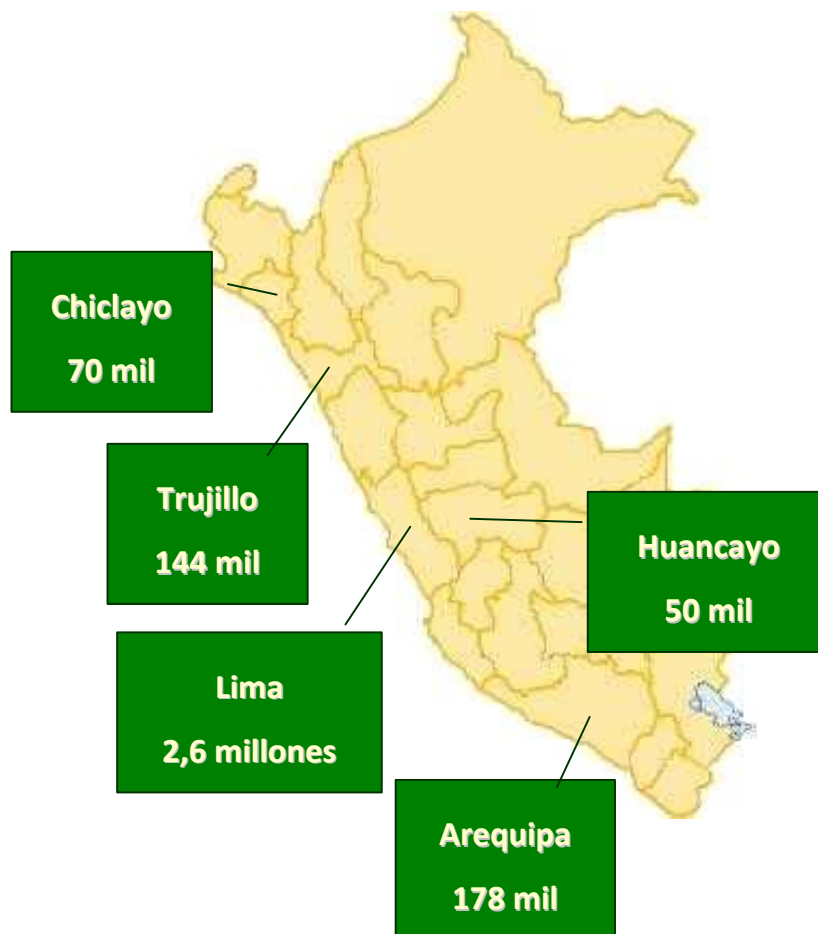 Chiclayo
70 mil
Trujillo
144 mil
Huancayo
50 mil
Lima
2,6 millones
Arequipa
178 mil